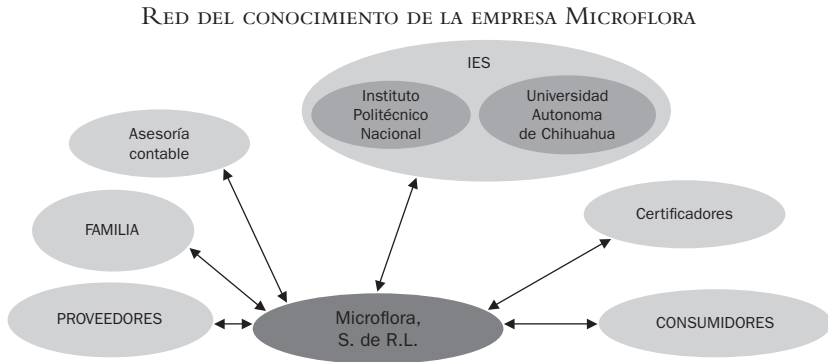 Red del conocimiento de la empresa Microflora
IES
Instituto
Politécnico
Nacional
Universidad
Autonoma
de Chihuahua
Asesoría
contable
FAMILIA
Certificadores
PROVEEDORES
Microflora,
S. de R.L.
CONSUMIDORES